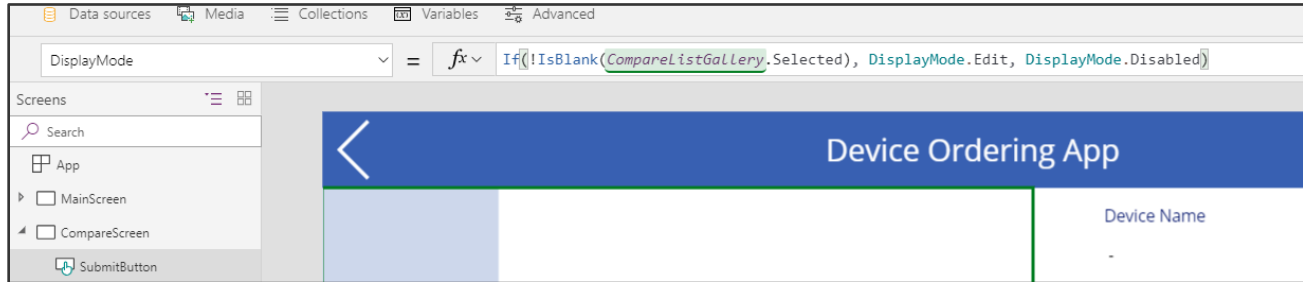 Data sources Media Collections Variables Advanced
DisplayMode = fx If(!IsBlank(CompareListGallery.Selected), DisplayMode.Edit, DisplayMode.Disabled)
Screens
Search
App
MainScreen
CompareScreen
SubmitButton
Device Ordering App
Device Name
-